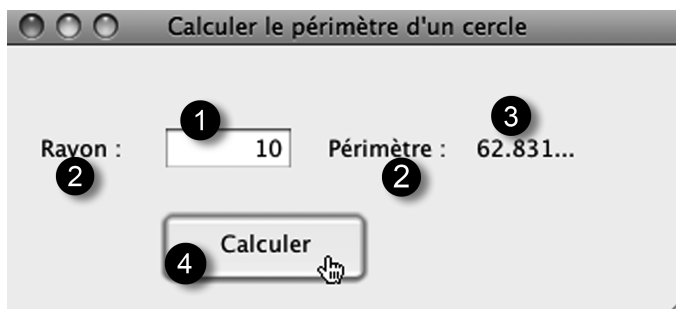 Calculer le périmètre d'un cercle
1
3
Rayon : 10 Périmètre : 62.831...
2 2
Calculer
4